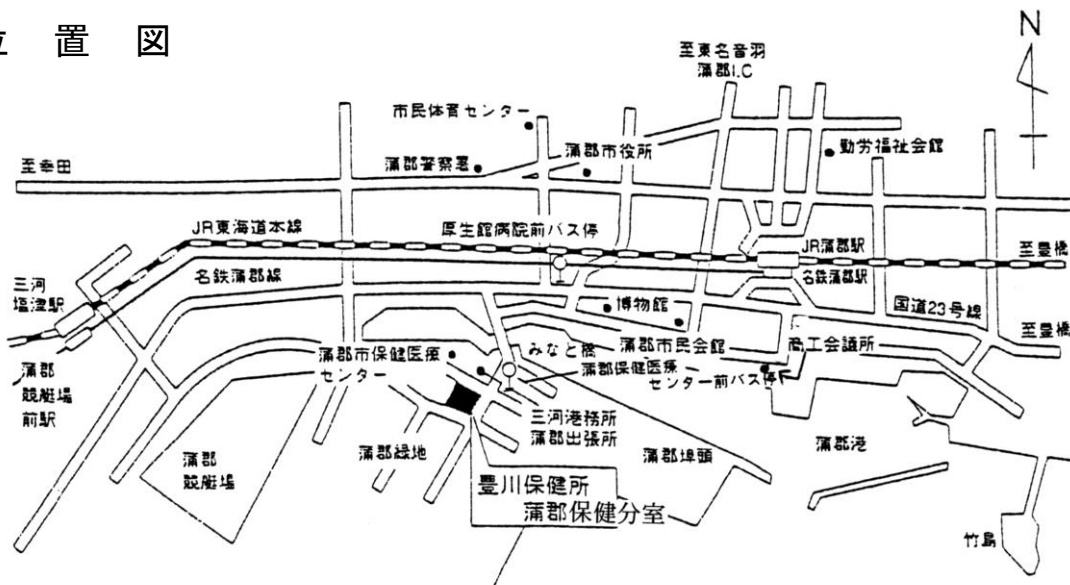 位 置 図
N
至東名音羽
蒲郡I.C
市民体育センター
勤労福祉会館
蒲郡市役所
蒲郡警察署
至幸田
JR東海道本線
厚生館病院前バス停
JR蒲郡駅
至豊橋
名鉄蒲郡線
名鉄蒲郡駅
三河
塩津駅
博物館
国道23号線
至豊橋
蒲郡市民会館
商工会議所
みなと橋
蒲郡市保健医療
センター
蒲郡保健医療
センター前バス停
蒲郡
競艇場
前駅
三河港務所
蒲郡出張所
蒲郡港
蒲郡緑地
蒲郡埠頭
蒲郡
競艇場
豊川保健所
蒲郡保健分室
竹島